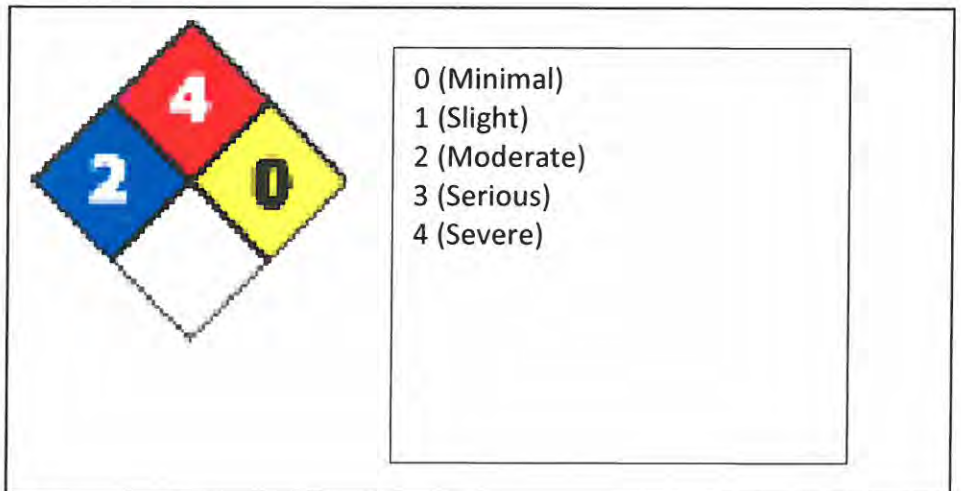 4
2 0
0 (Minimal)
1 (Slight)
2 (Moderate)
3 (Serious)
4 (Severe)